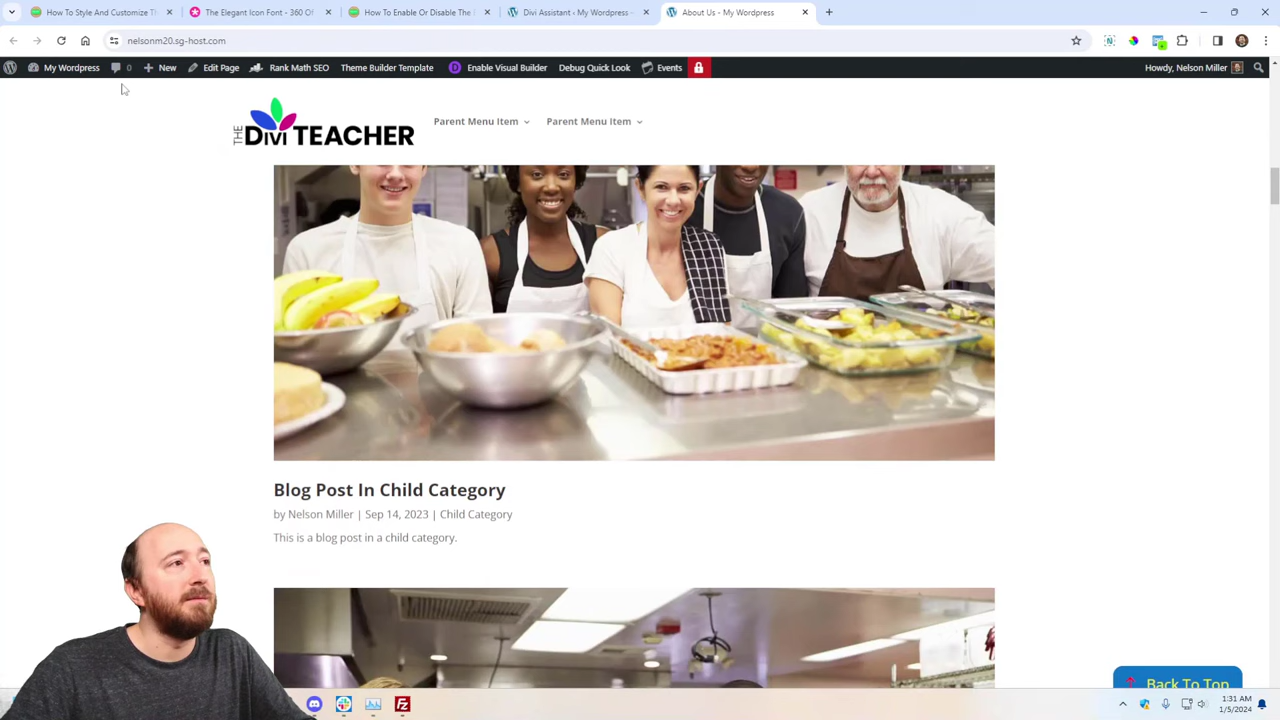 How To Style And Customize Th
The Elegant Icon Font - 360 Of
How To Enable Or Disable The
Divi Assistant - My Wordpress -
About Us - My Wordpress
nelsonm20.sg-host.com
My Wordpress
0
New
Edit Page
Rank Math SEO
Theme Builder Template
D
Enable Visual Builder
Debug Quick Look
Events
Howdy, Nelson Miller
THE DIVI TEACHER
Parent Menu Item
Parent Menu Item
Blog Post In Child Category
by Nelson Miller | Sep 14, 2023 | Child Category
This is a blog post in a child category.
Back To Top
1:31 AM
1/5/2024